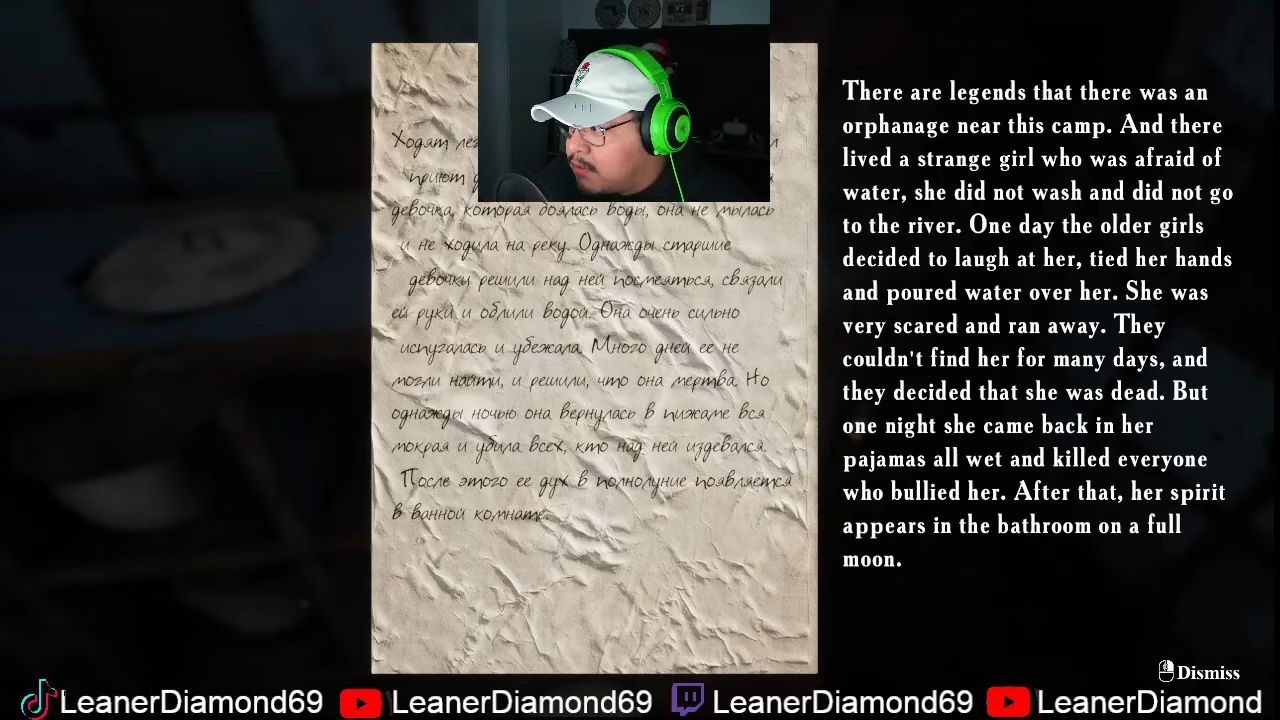 Ходят
приют
девочка, которая боялась воды, она не мылась
и не ходила на реку. Однажды старшие
девочки решили над ней посмеяться, связали
ей руки и облили водой. Она очень сильно
испугалась и убежала. Много дней ее не
могли найти, и решили, что она мертва. Но
однажды ночью она вернулась в пижаме вся
мокрая и убила всех, кто над ней издевался.
После этого ее дух в полнолуние появляется
в ванной комнате.
There are legends that there was an
orphanage near this camp. And there
lived a strange girl who was afraid of
water, she did not wash and did not go
to the river. One day the older girls
decided to laugh at her, tied her hands
and poured water over her. She was
very scared and ran away. They
couldn't find her for many days, and
they decided that she was dead. But
one night she came back in her
pajamas all wet and killed everyone
who bullied her. After that, her spirit
appears in the bathroom on a full
moon.
Dismiss
LeanerDiamond69 LeanerDiamond69 LeanerDiamond69 LeanerDiamond